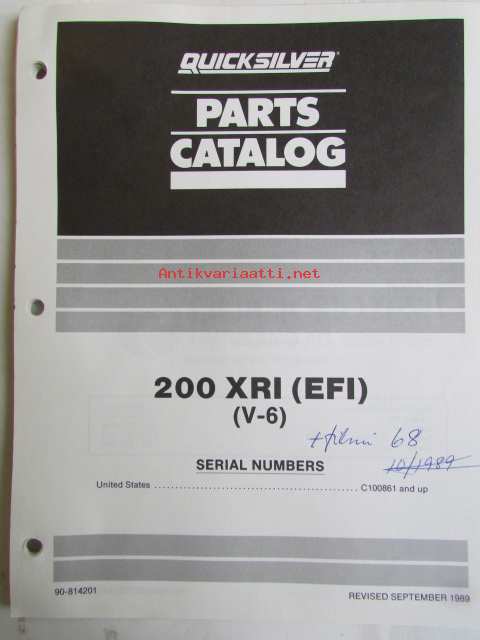 QUICKSILVER
PARTS
CATALOG
Antikvariaatti.net
200 XRI (EFI)
(V-6)
68
SERIAL NUMBERS
10/1989
United States ........................................................ C100861 and up
90-814201
REVISED SEPTEMBER 1989